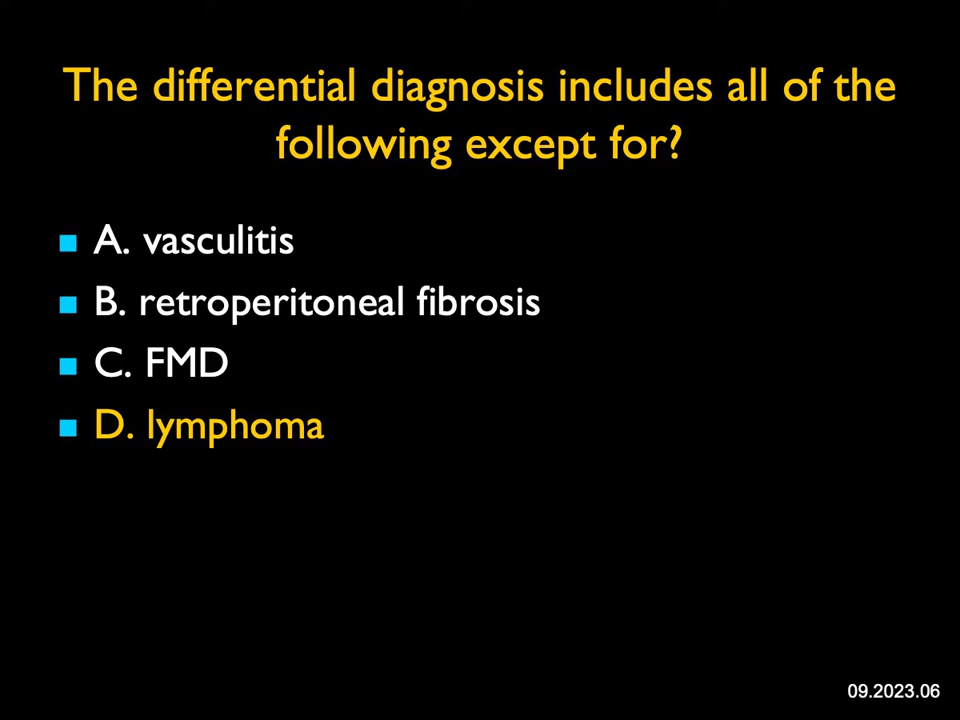 The differential diagnosis includes all of the
following except for?
A. vasculitis
B. retroperitoneal fibrosis
C. FMD
D. lymphoma
09.2023.06